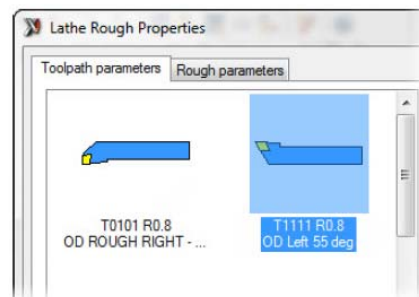 Lathe Rough Properties
Toolpath parameters
Rough parameters
T0101 R0.8
OD ROUGH RIGHT - ...
T1111 R0.8
OD Left 55 deg